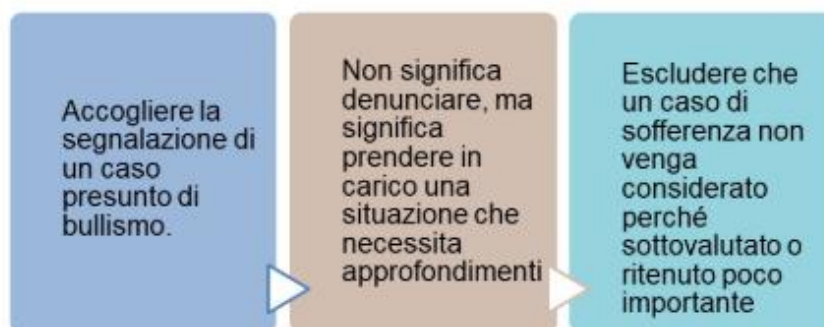 Accogliere la
segnalazione di
un caso
presunto di
bullismo.
Non significa
denunciare, ma
significa
prendere in
carico una
situazione che
necessita
approfondimenti
Escludere che
un caso di
sofferenza non
venga
considerato
perché
sottovalutato o
ritenuto poco
importante